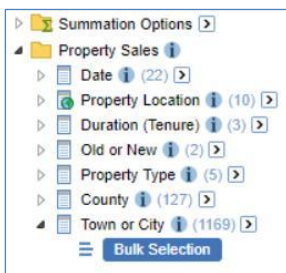 Summation Options
Property Sales
Date (22)
Property Location (10)
Duration (Tenure) (3)
Old or New (2)
Property Type (5)
County (127)
Town or City (1169)
Bulk Selection